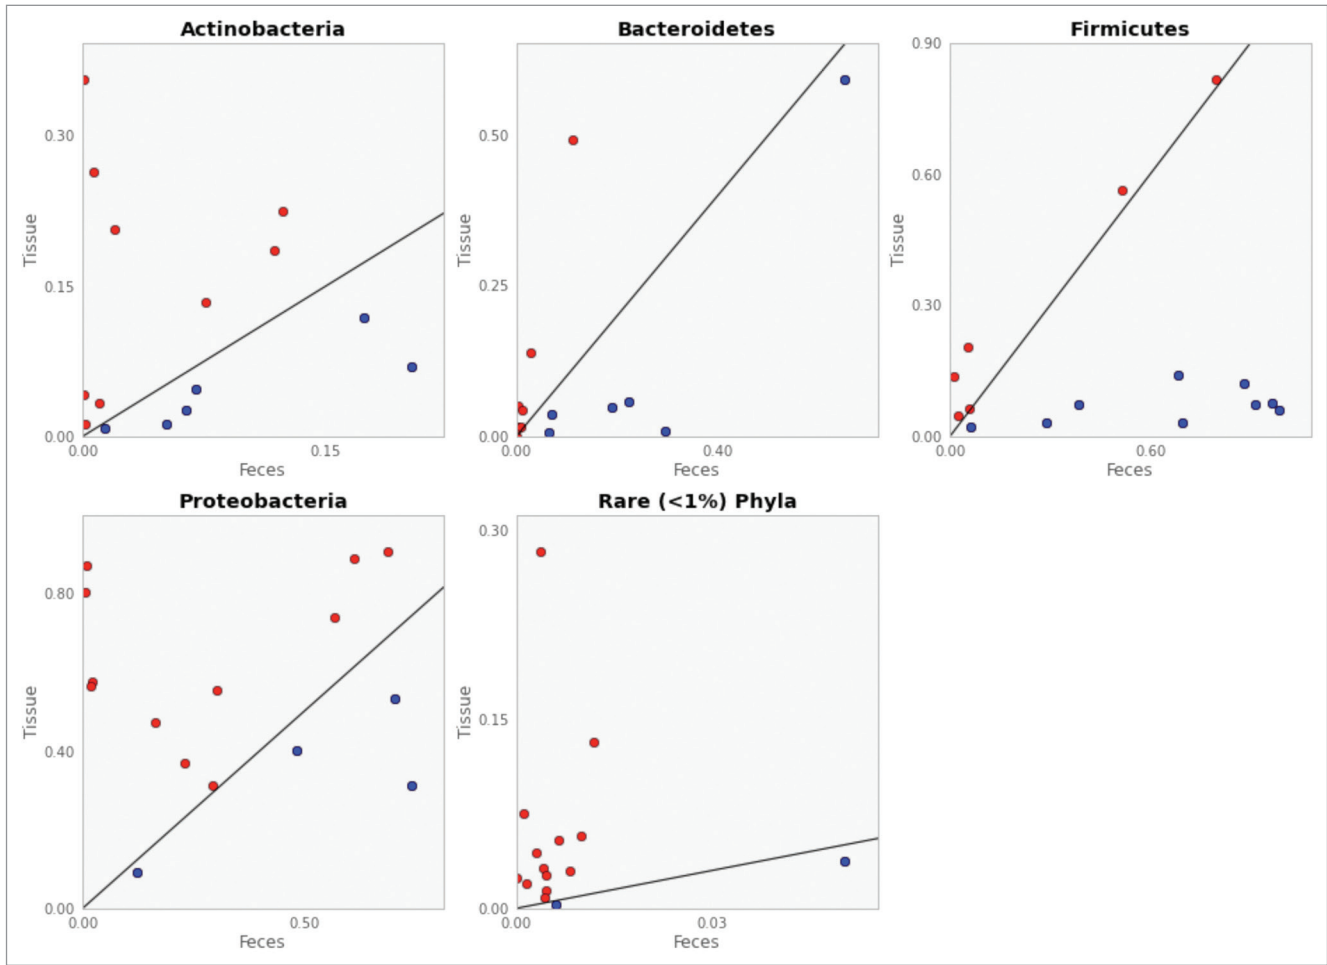 Actinobacteria
0.30
0.15
0.00
Tissue
0.00 0.15
Feces
Bacteroidetes
0.50
0.25
0.00
Tissue
0.00 0.40
Feces
Firmicutes
0.90
0.60
0.30
0.00
Tissue
0.00 0.60
Feces
Proteobacteria
0.80
0.40
0.00
Tissue
0.00 0.50
Feces
Rare (<1%) Phyla
0.30
0.15
0.00
Tissue
0.00 0.03
Feces